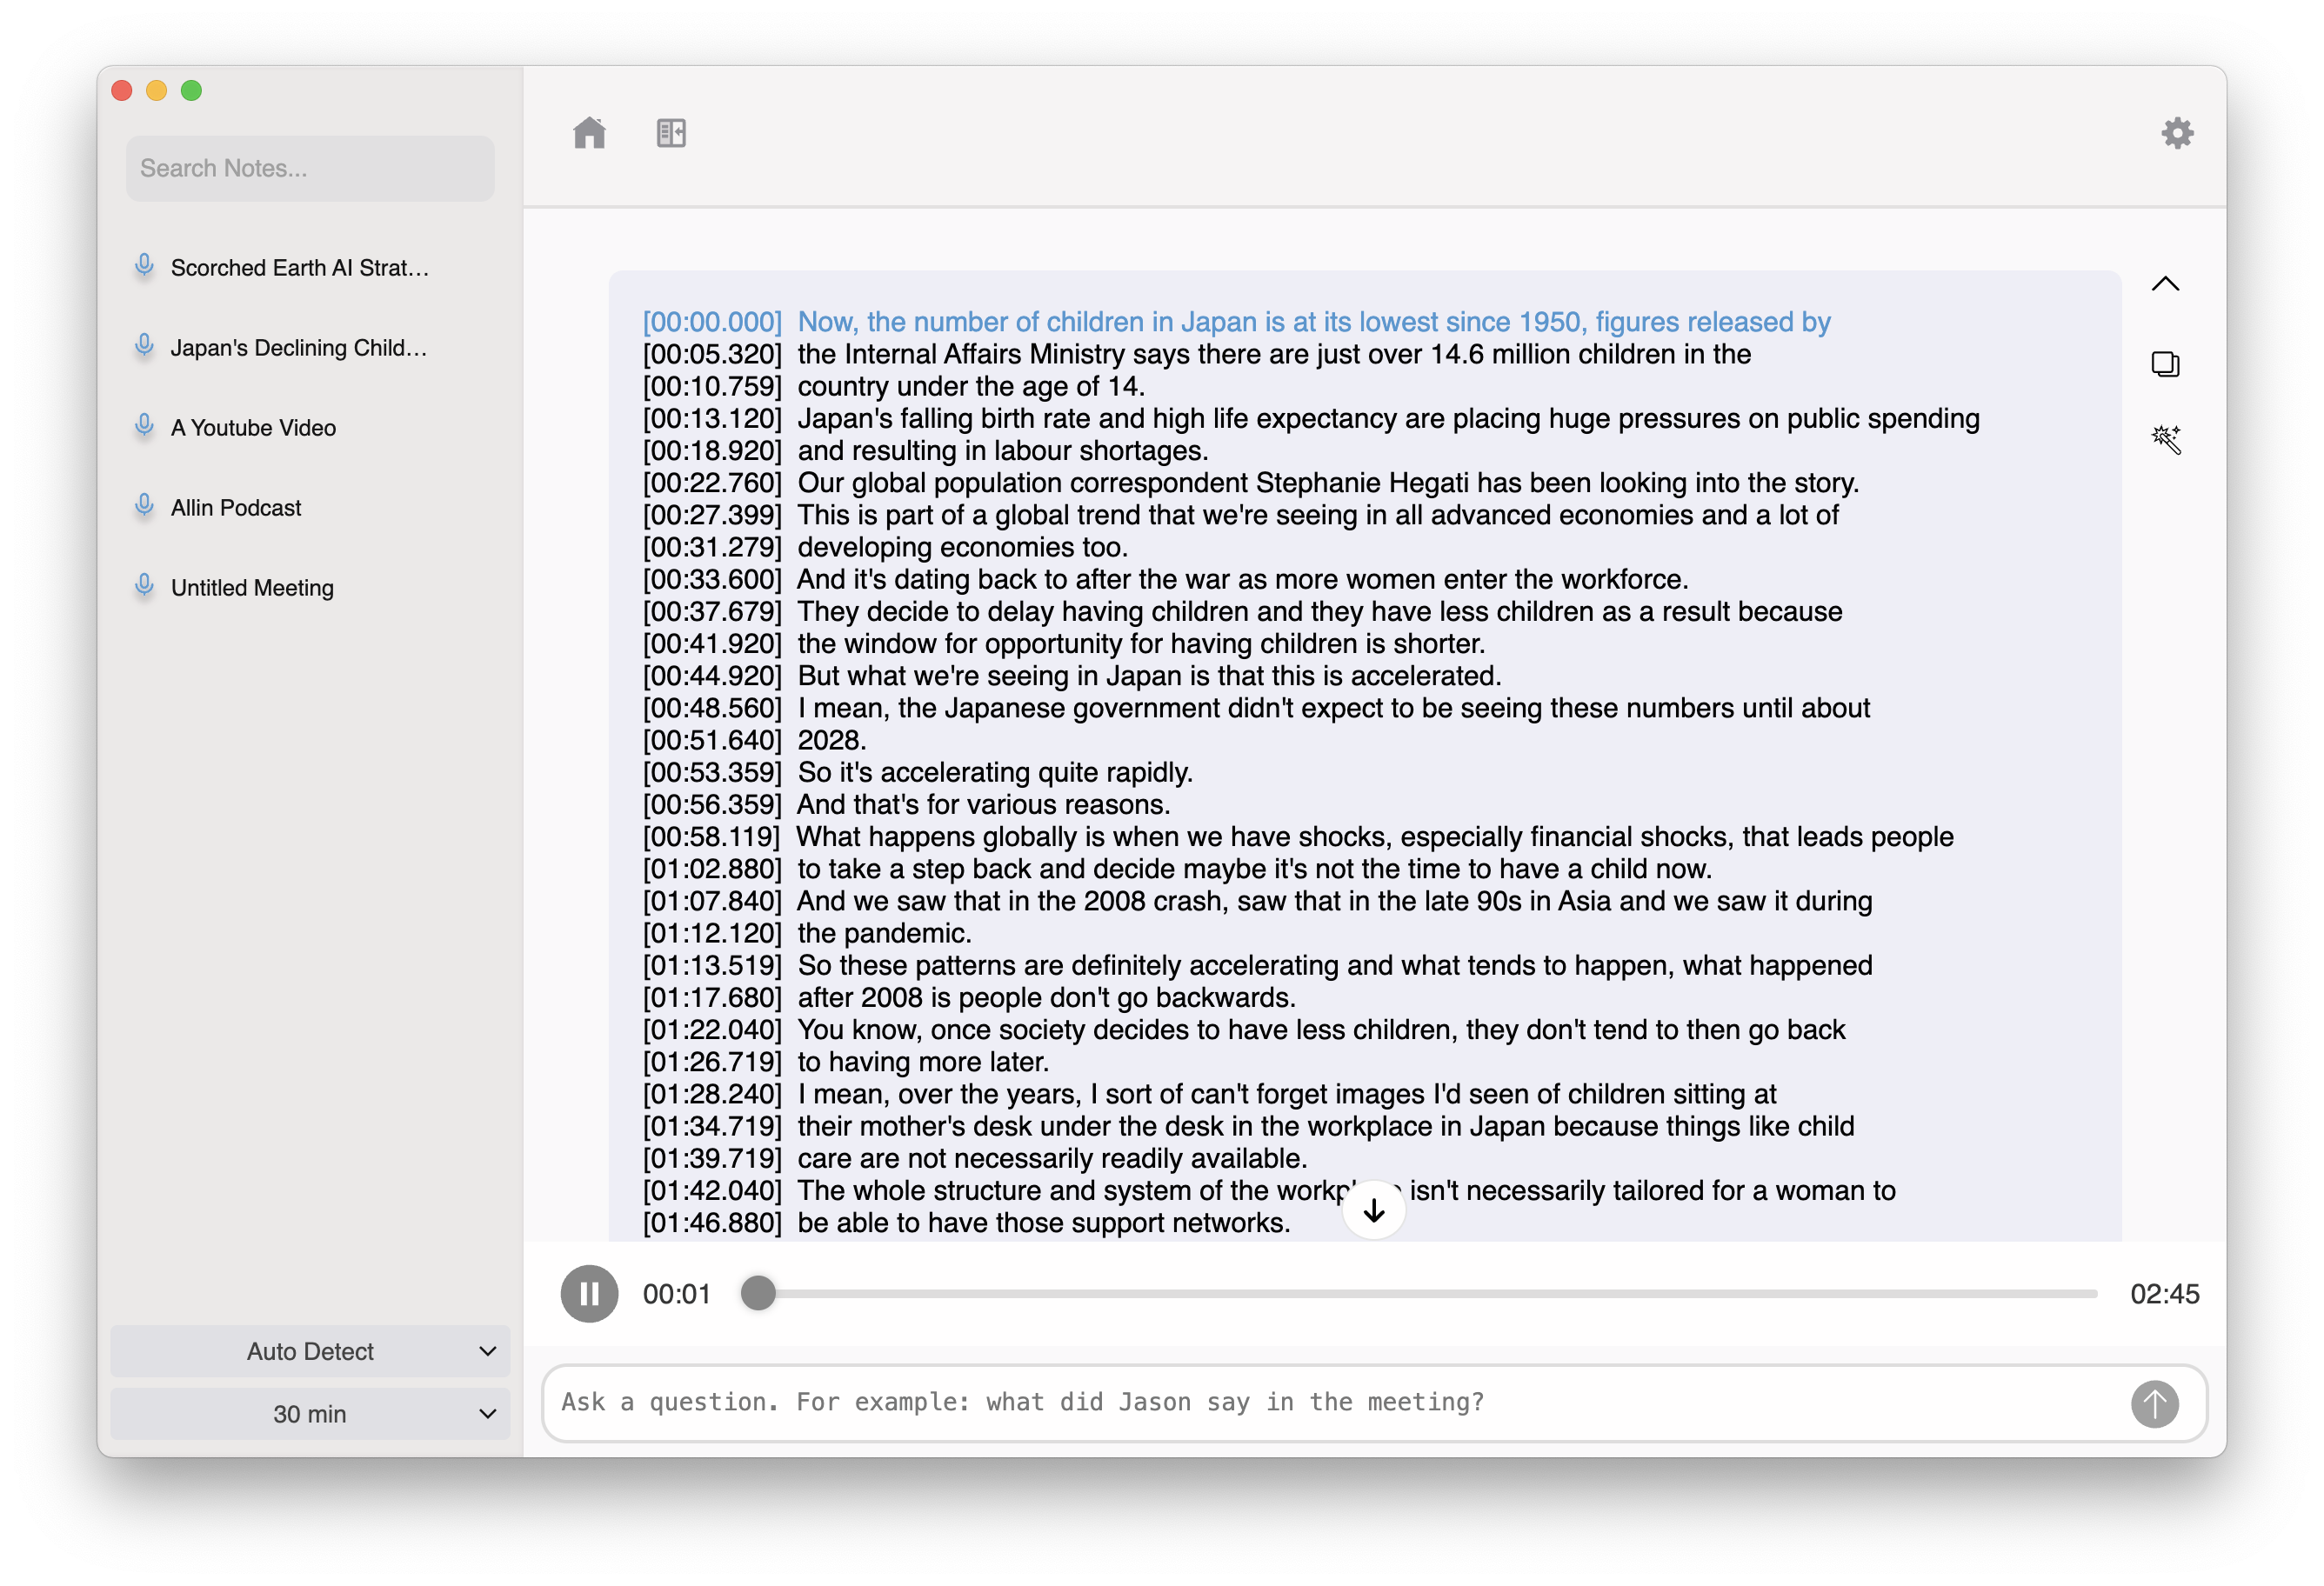 Search Notes...
Scorched Earth AI Strat...
Japan's Declining Child...
A Youtube Video
Allin Podcast
Untitled Meeting
Auto Detect
30 min
[00:00.000] Now, the number of children in Japan is at its lowest since 1950, figures released by
[00:05.320] the Internal Affairs Ministry says there are just over 14.6 million children in the
[00:10.759] country under the age of 14.
[00:13.120] Japan's falling birth rate and high life expectancy are placing huge pressures on public spending
[00:18.920] and resulting in labour shortages.
[00:22.760] Our global population correspondent Stephanie Hegati has been looking into the story.
[00:27.399] This is part of a global trend that we're seeing in all advanced economies and a lot of
[00:31.279] developing economies too.
[00:33.600] And it's dating back to after the war as more women enter the workforce.
[00:37.679] They decide to delay having children and they have less children as a result because
[00:41.920] the window for opportunity for having children is shorter.
[00:44.920] But what we're seeing in Japan is that this is accelerated.
[00:48.560] I mean, the Japanese government didn't expect to be seeing these numbers until about
[00:51.640] 2028.
[00:53.359] So it's accelerating quite rapidly.
[00:56.359] And that's for various reasons.
[00:58.119] What happens globally is when we have shocks, especially financial shocks, that leads people
[01:02.880] to take a step back and decide maybe it's not the time to have a child now.
[01:07.840] And we saw that in the 2008 crash, saw that in the late 90s in Asia and we saw it during
[01:12.120] the pandemic.
[01:13.519] So these patterns are definitely accelerating and what tends to happen, what happened
[01:17.680] after 2008 is people don't go backwards.
[01:22.040] You know, once society decides to have less children, they don't tend to then go back
[01:26.719] to having more later.
[01:28.240] I mean, over the years, I sort of can't forget images I'd seen of children sitting at
[01:34.719] their mother's desk under the desk in the workplace in Japan because things like child
[01:39.719] care are not necessarily readily available.
[01:42.040] The whole structure and system of the isn't necessarily tailored for a woman to
[01:46.880] be able to have those support networks.
00:01
02:45
Ask a question. For example: what did Jason say in the meeting?